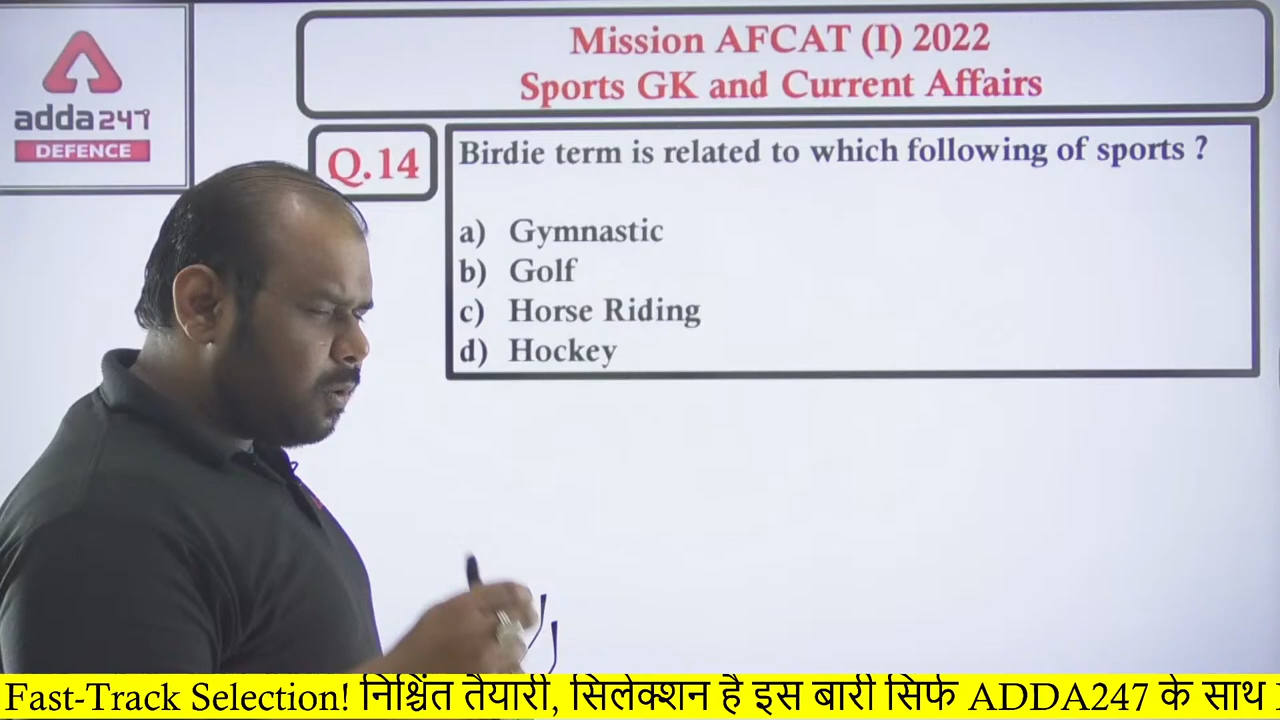 adda247
DEFENCE
Mission AFCAT (I) 2022
Sports GK and Current Affairs
Q.14
Birdie term is related to which following of sports ?
a) Gymnastic
b) Golf
c) Horse Riding
d) Hockey
Fast-Track Selection! निश्चिंत तैयारी, सिलेक्शन है इस बारी सिर्फ ADDA247 के साथ